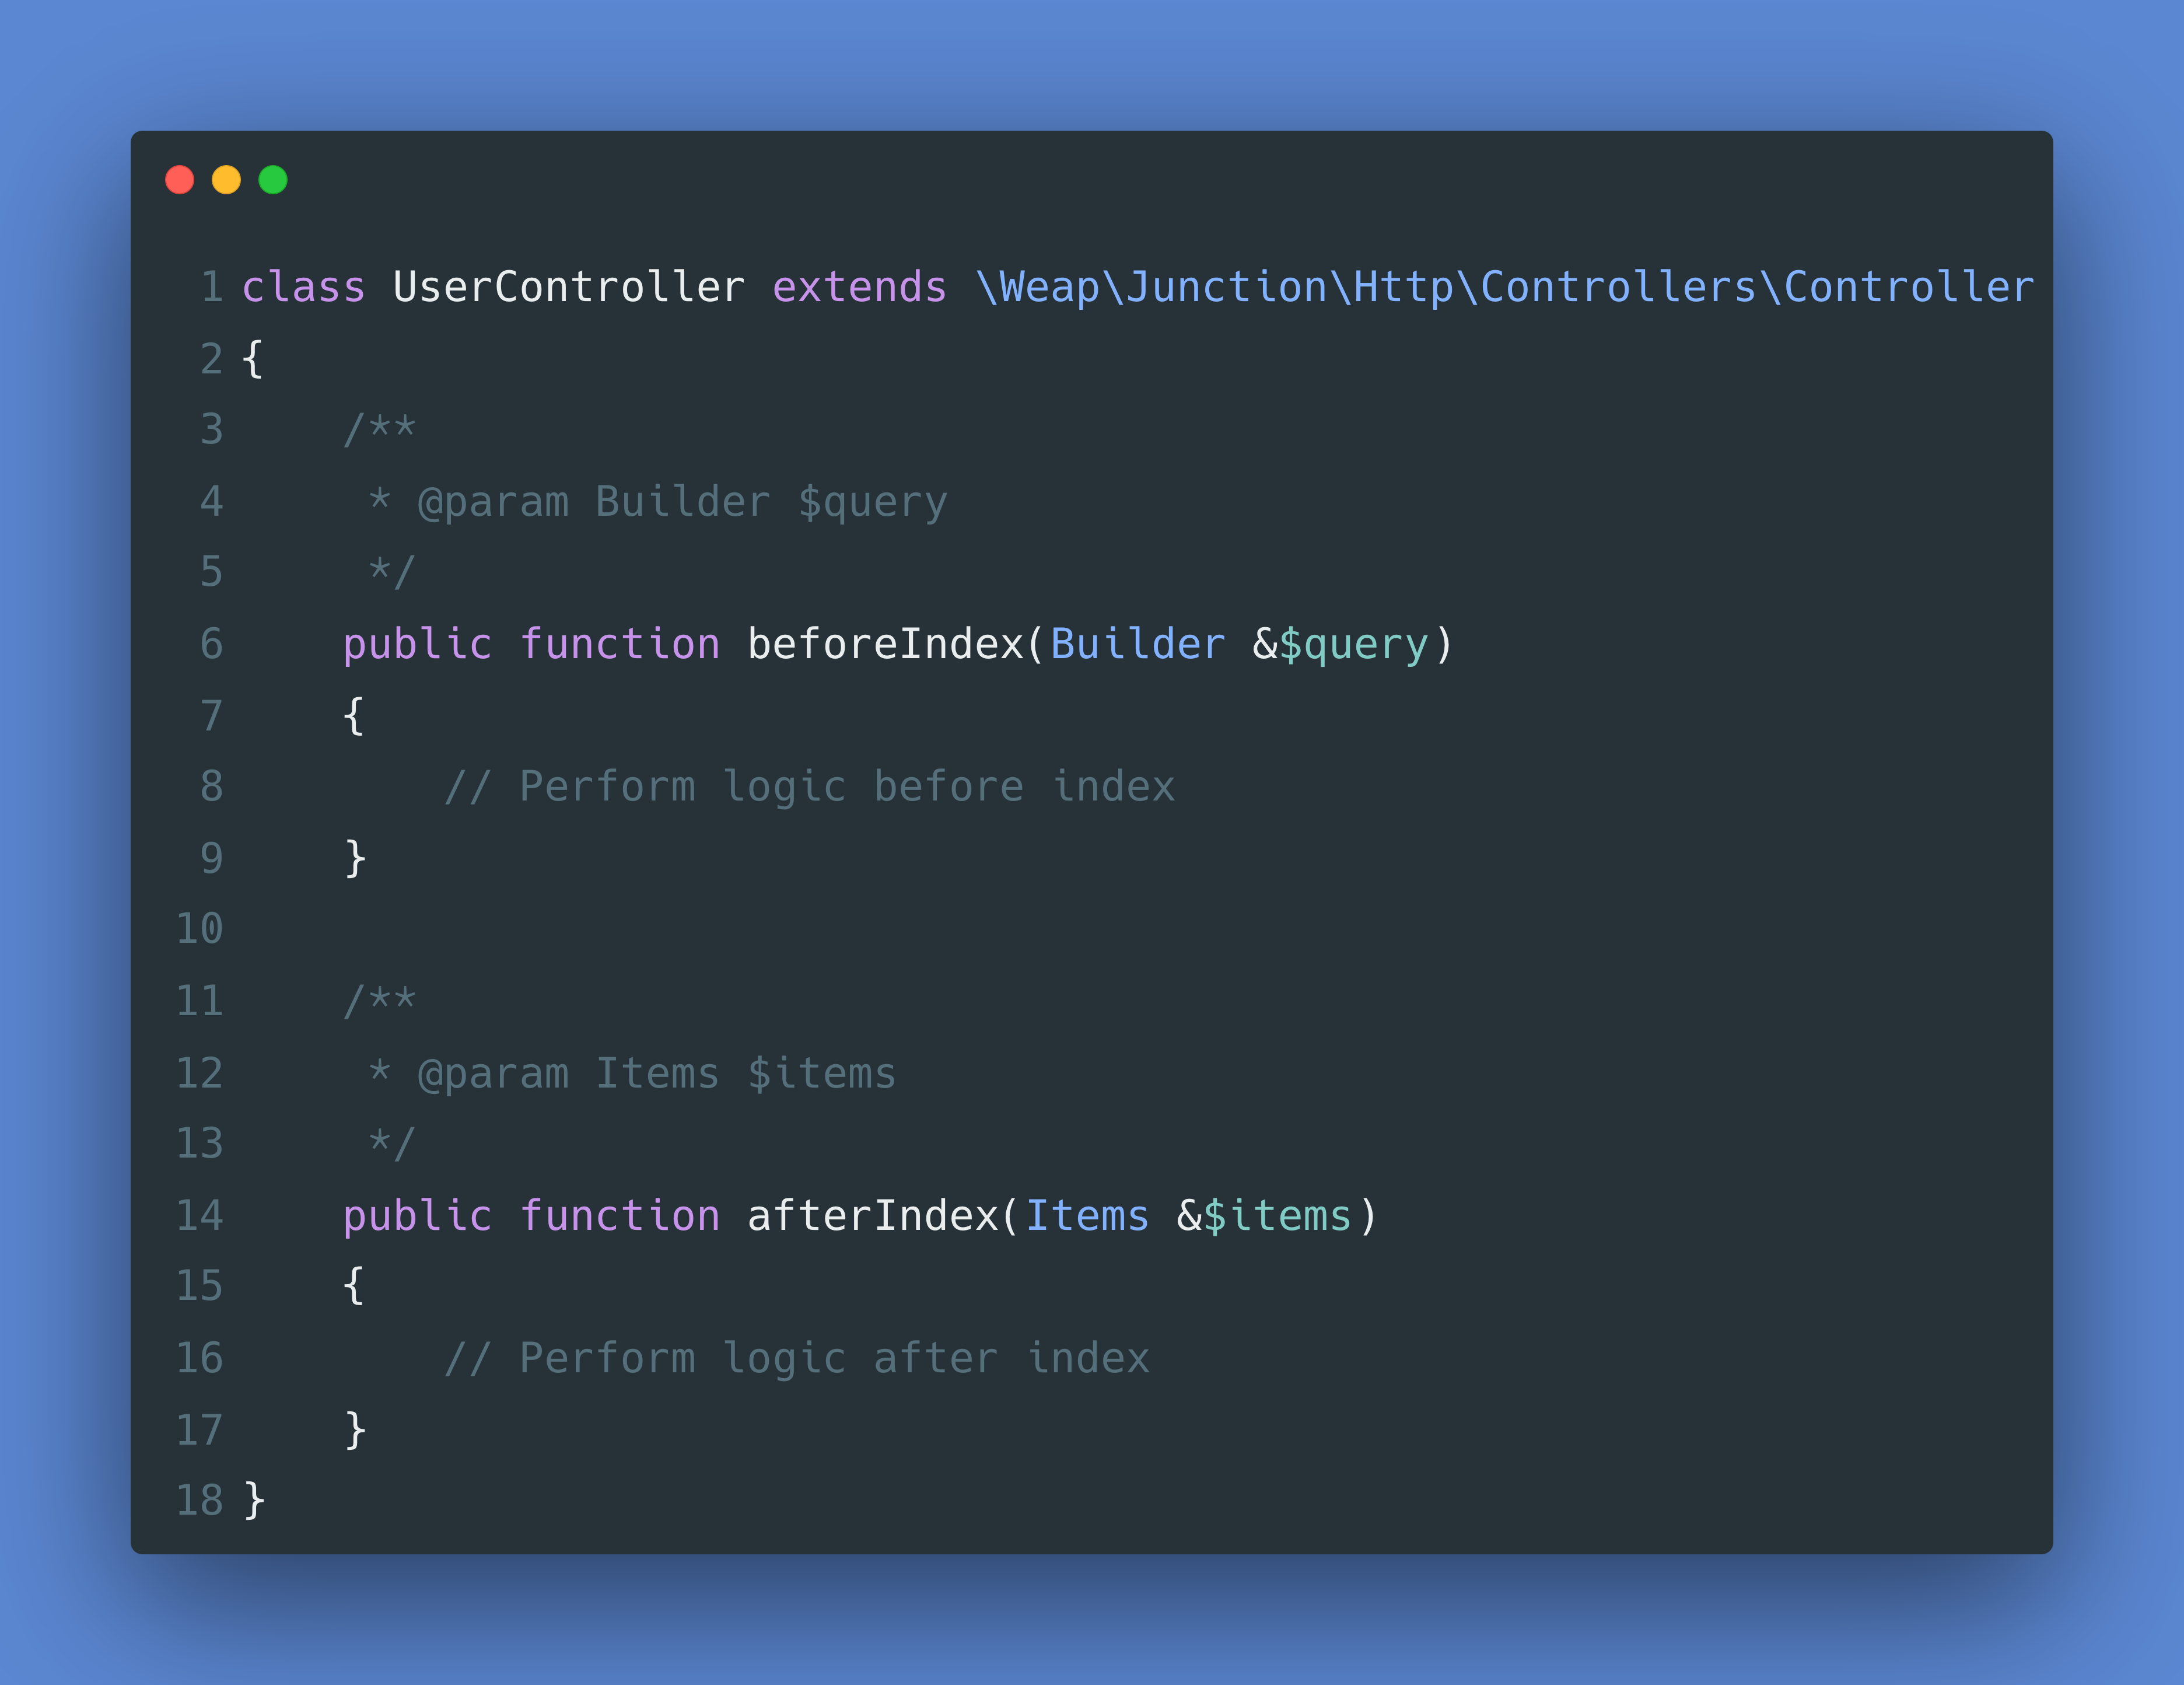 1 class UserController extends \Weap\Junction\Http\Controllers\Controller
2 {
3     /**
4      * @param Builder $query
5      */
6     public function beforeIndex(Builder &$query)
7     {
8         // Perform logic before index
9     }
10
11     /**
12      * @param Items $items
13      */
14     public function afterIndex(Items &$items)
15     {
16         // Perform logic after index
17     }
18 }